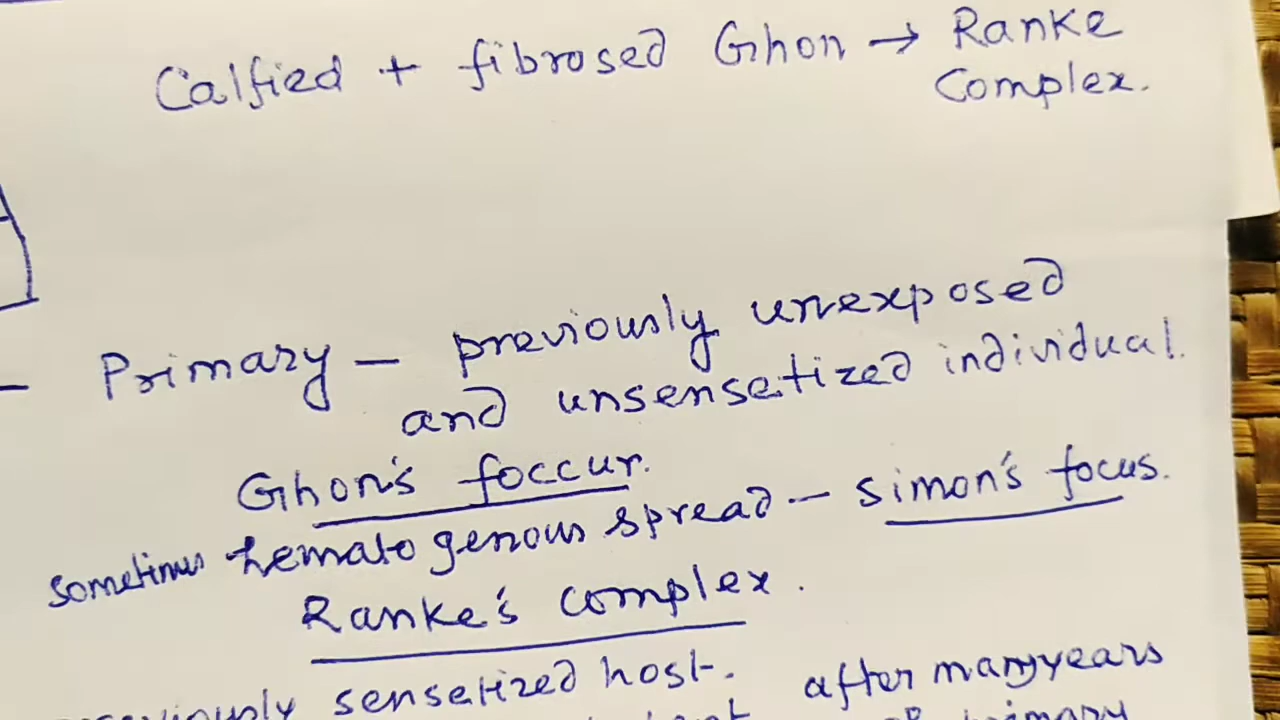 Calfied + fibrosed Ghon → Ranke
Complex.
Primary — previously unexposed
and unsensetized individual.
Ghon's foccur.
sometimes hematogenous spread — simon's focus.
Ranke's complex.
sensetized host.
after many years
primary